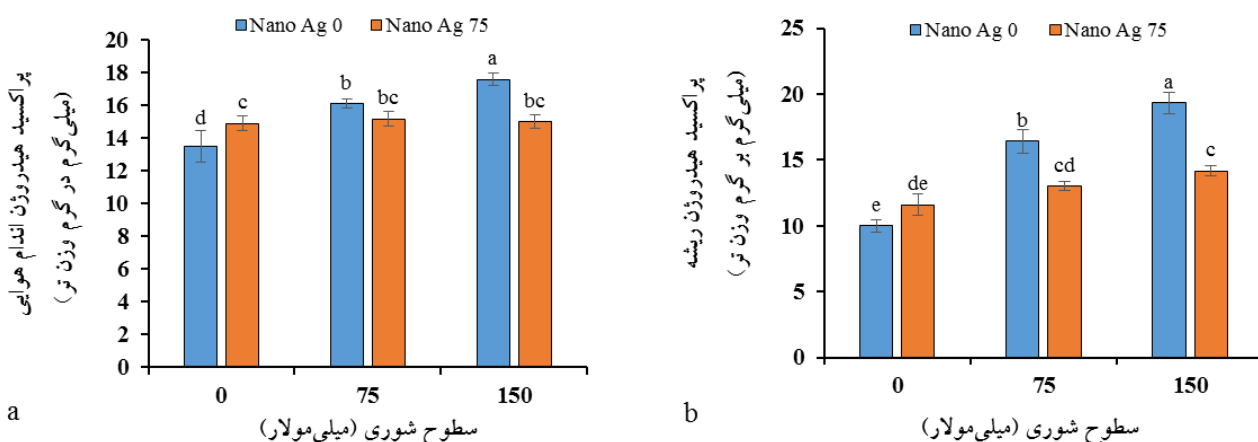 Nano Ag 0 Nano Ag 75
پراکسید هیدروژن اندام هوایی
(میلی‌گرم در گرم وزن تر)
20
18
16
14
12
10
8
6
4
2
0
d c b bc a bc
0 75 150
سطوح شوری (میلی‌مولار)
a
Nano Ag 0 Nano Ag 75
پراکسید هیدروژن ریشه
(میلی‌گرم بر گرم وزن تر)
25
20
15
10
5
0
e de b cd a c
0 75 150
سطوح شوری (میلی‌مولار)
b